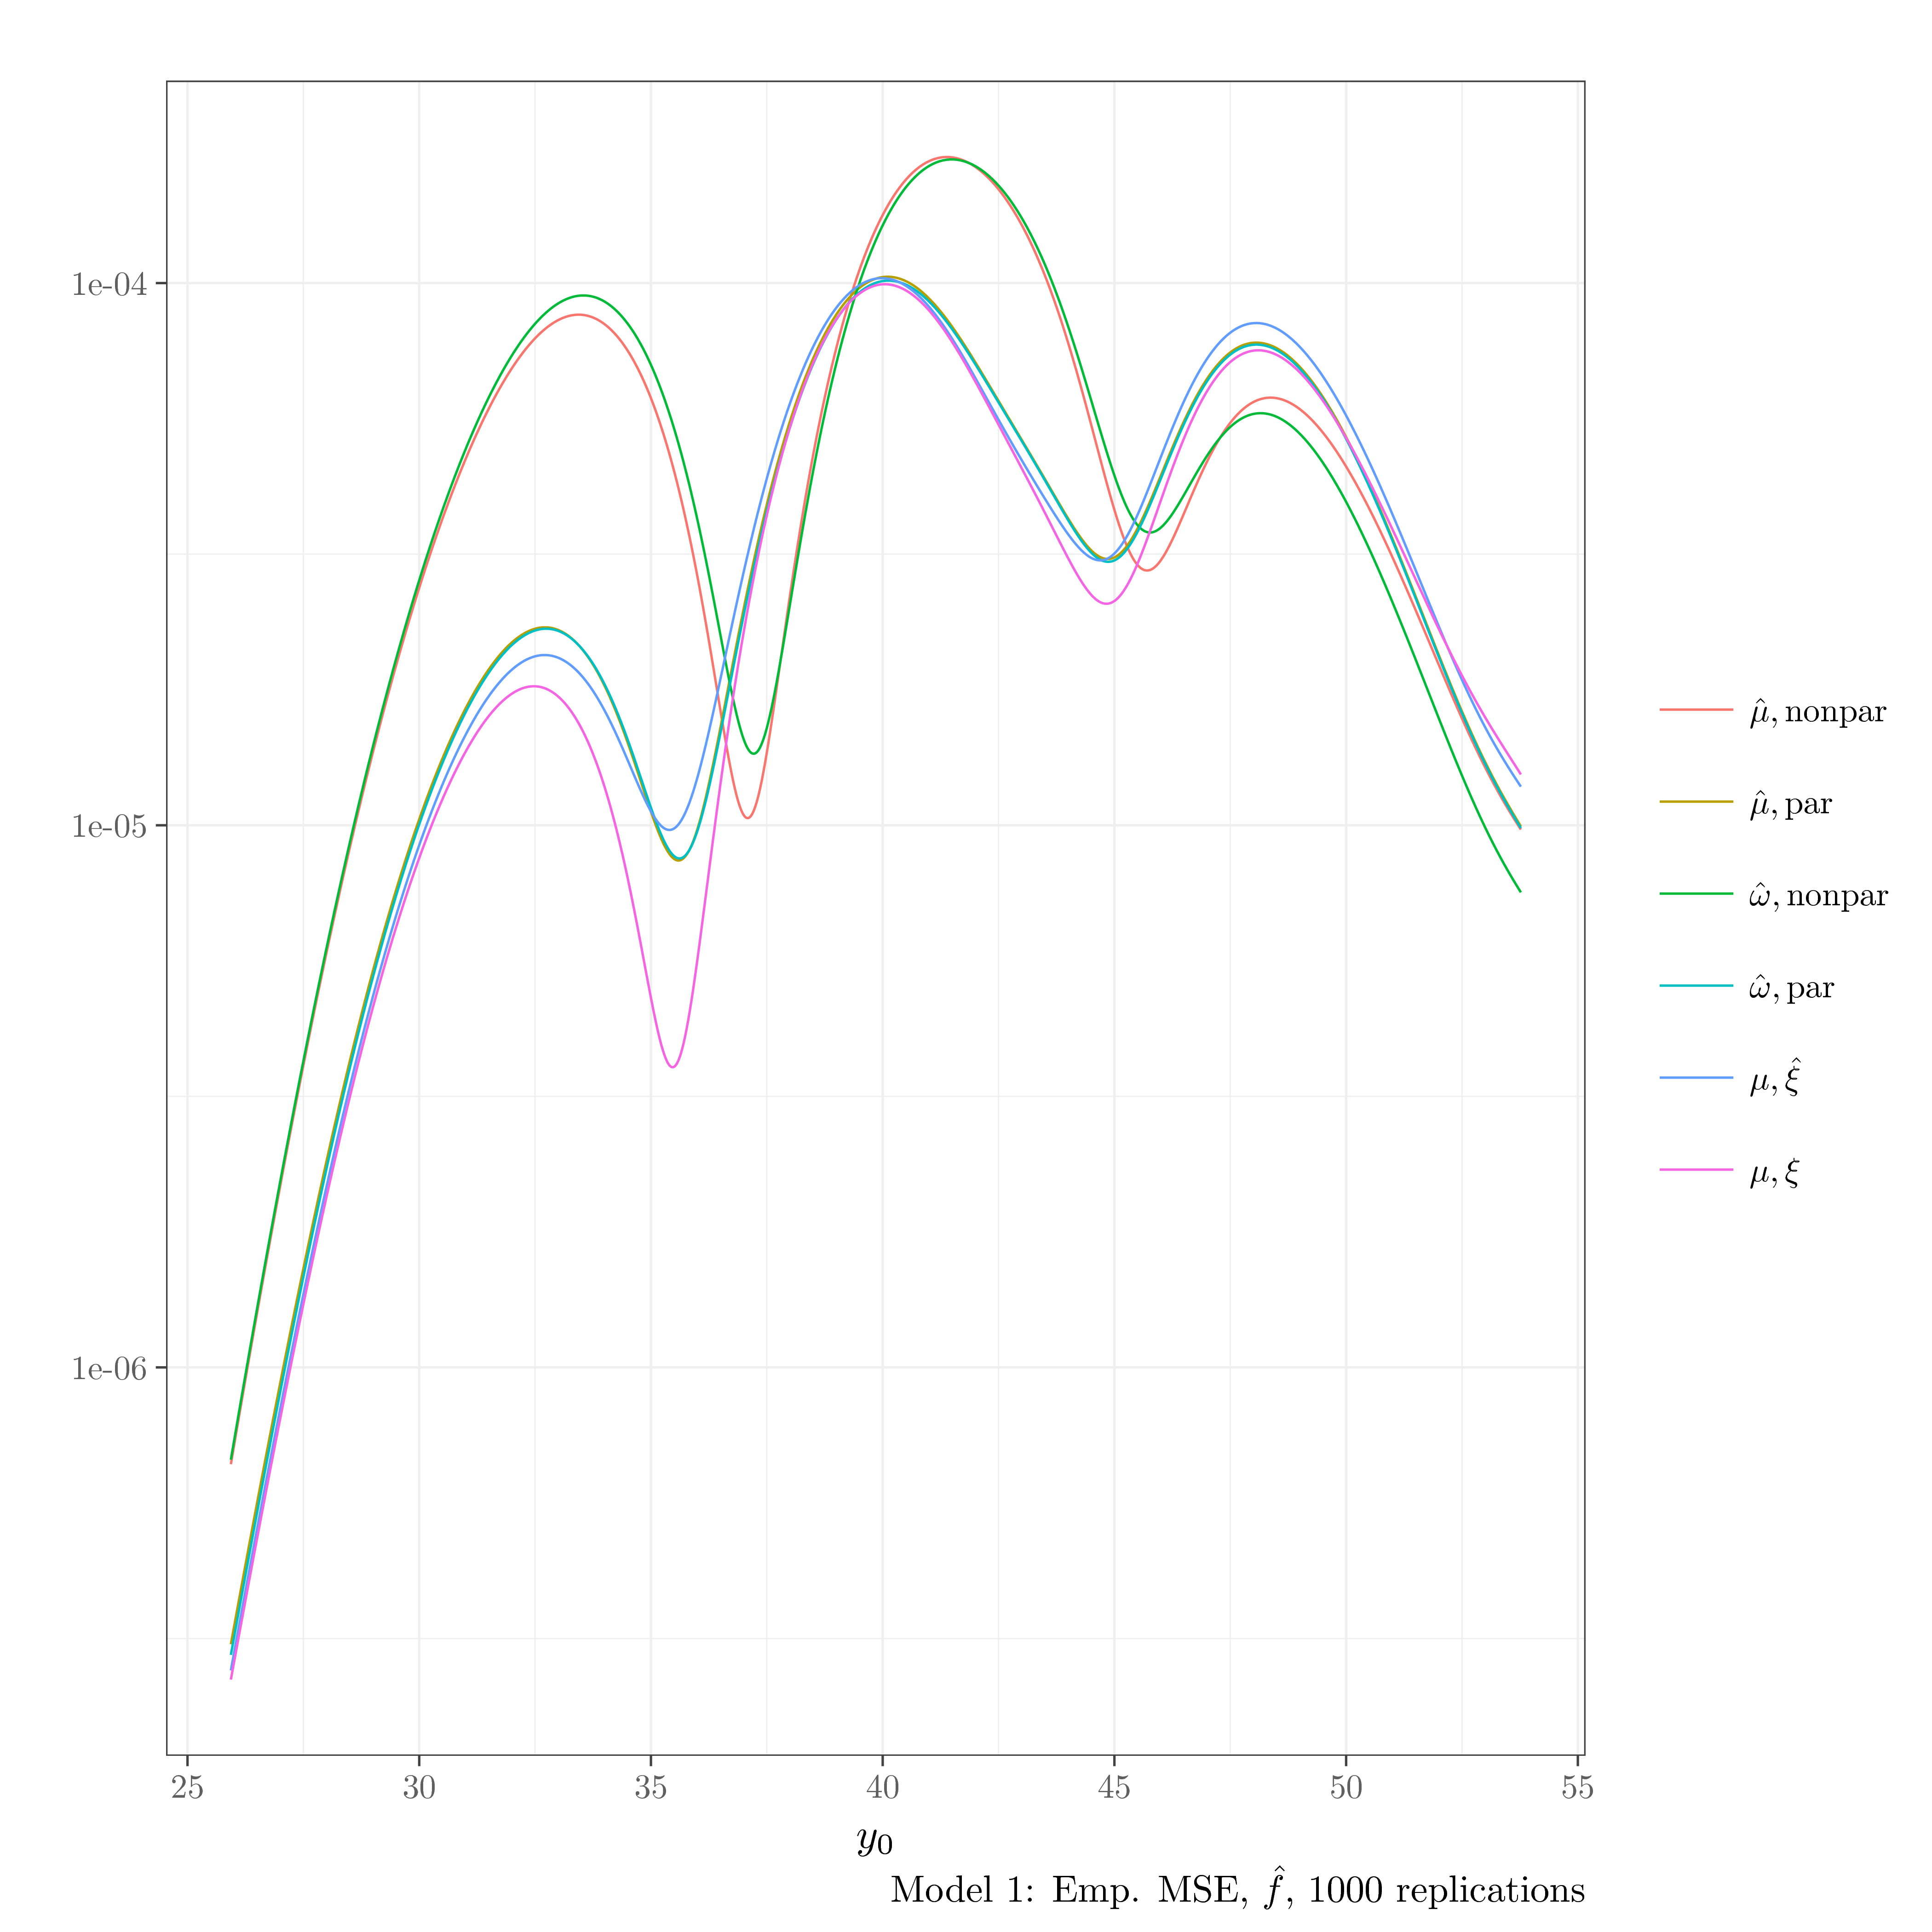 1e-04
1e-05
1e-06
25 30 35 40 45 50 55
y₀
Model 1: Emp. MSE, f̂, 1000 replications
μ̂, nonpar
μ̂, par
ω̂, nonpar
ω̂, par
μ, ξ̂
μ, ξ